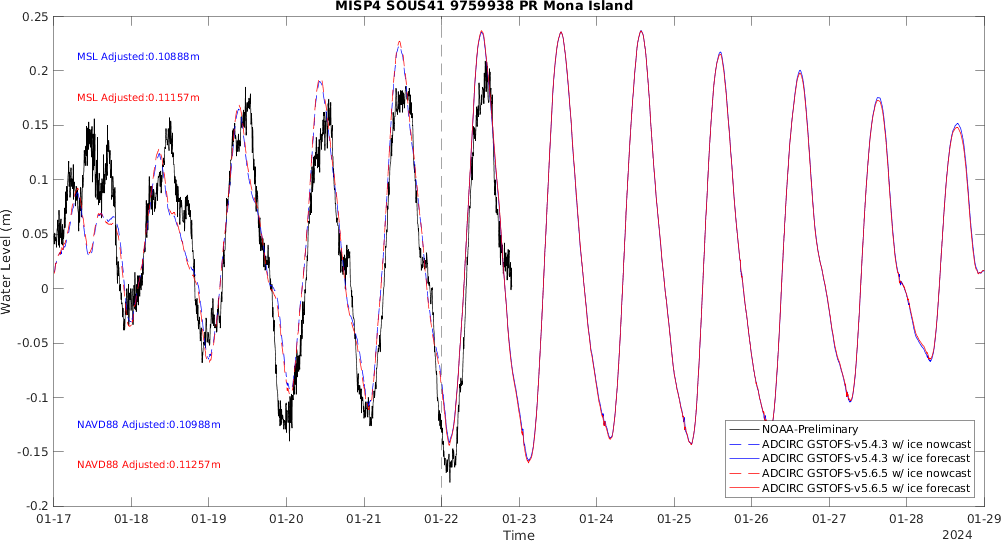 MISP4 SOUS41 9759938 PR Mona Island
0.25
0.2
0.15
0.1
0.05
0
-0.05
-0.1
-0.15
-0.2
Water Level (m)
MSL Adjusted:0.10888m
MSL Adjusted:0.11157m
NAVD88 Adjusted:0.10988m
NAVD88 Adjusted:0.11257m
NOAA-Preliminary
ADCIRC GSTOFS-v5.4.3 w/ ice nowcast
ADCIRC GSTOFS-v5.4.3 w/ ice forecast
ADCIRC GSTOFS-v5.6.5 w/ ice nowcast
ADCIRC GSTOFS-v5.6.5 w/ ice forecast
01-17 01-18 01-19 01-20 01-21 01-22 01-23 01-24 01-25 01-26 01-27 01-28 01-29
Time
2024